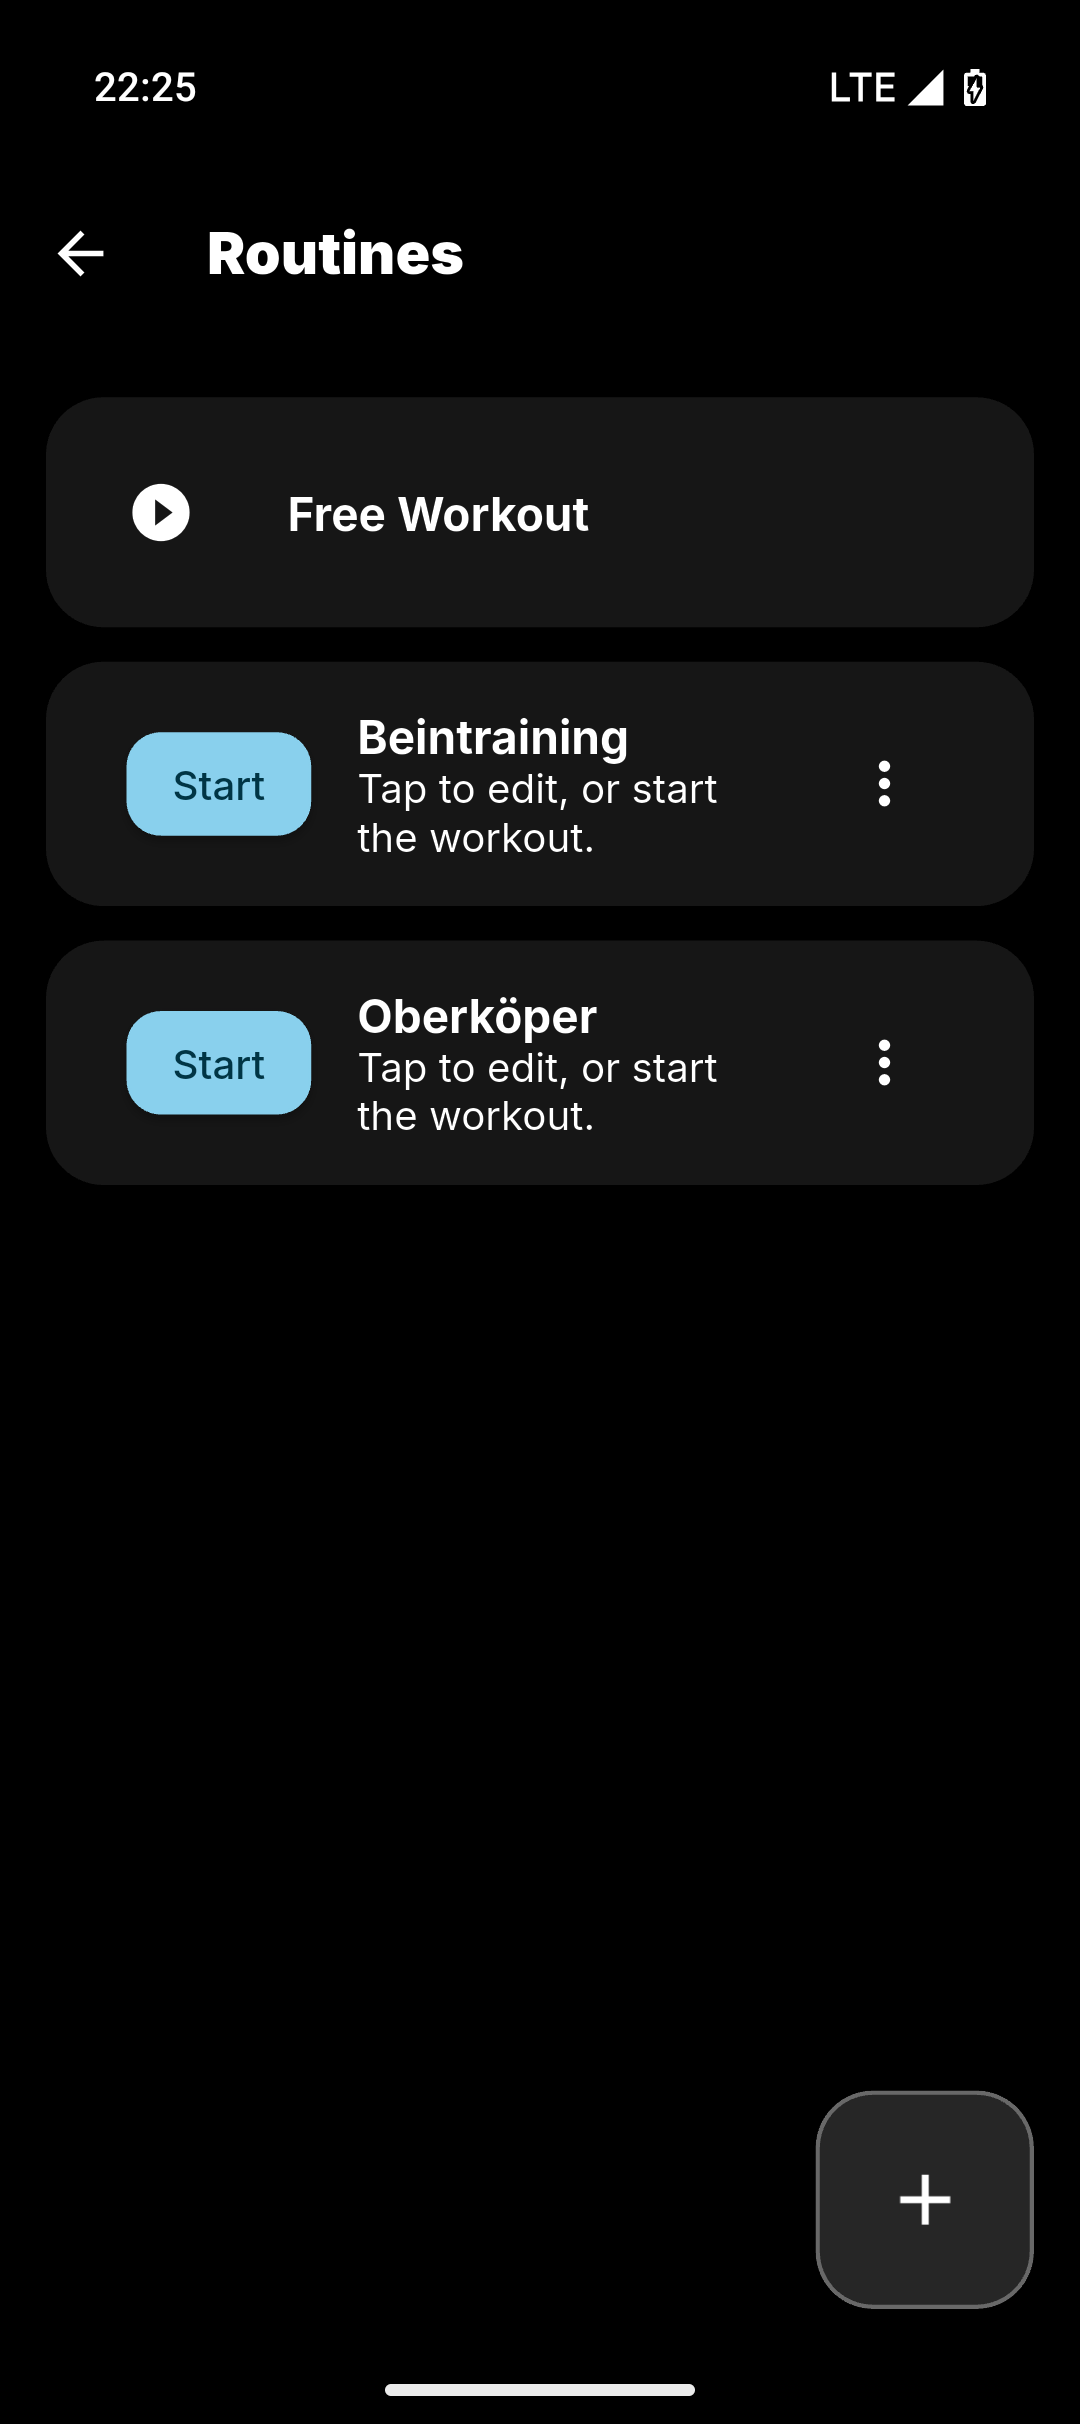 22:25
LTE
Routines
Free Workout
Start
Beintraining
Tap to edit, or start
the workout.
Start
Oberköper
Tap to edit, or start
the workout.